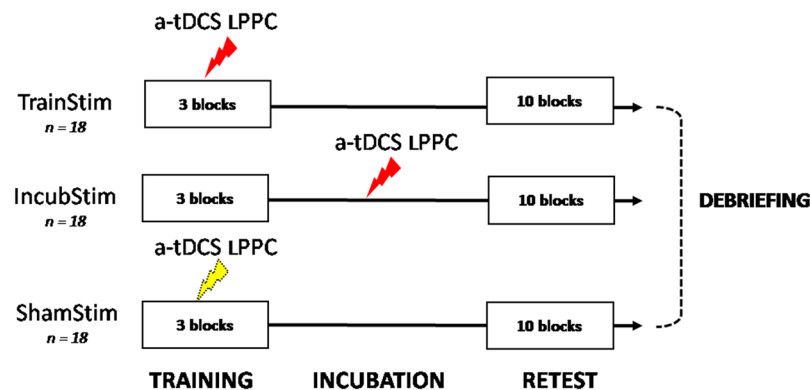 a-tDCS LPPC
TrainStim
n = 18
3 blocks
10 blocks
a-tDCS LPPC
IncubStim
n = 18
3 blocks
10 blocks
DEBRIEFING
a-tDCS LPPC
ShamStim
n = 18
3 blocks
10 blocks
TRAINING
INCUBATION
RETEST